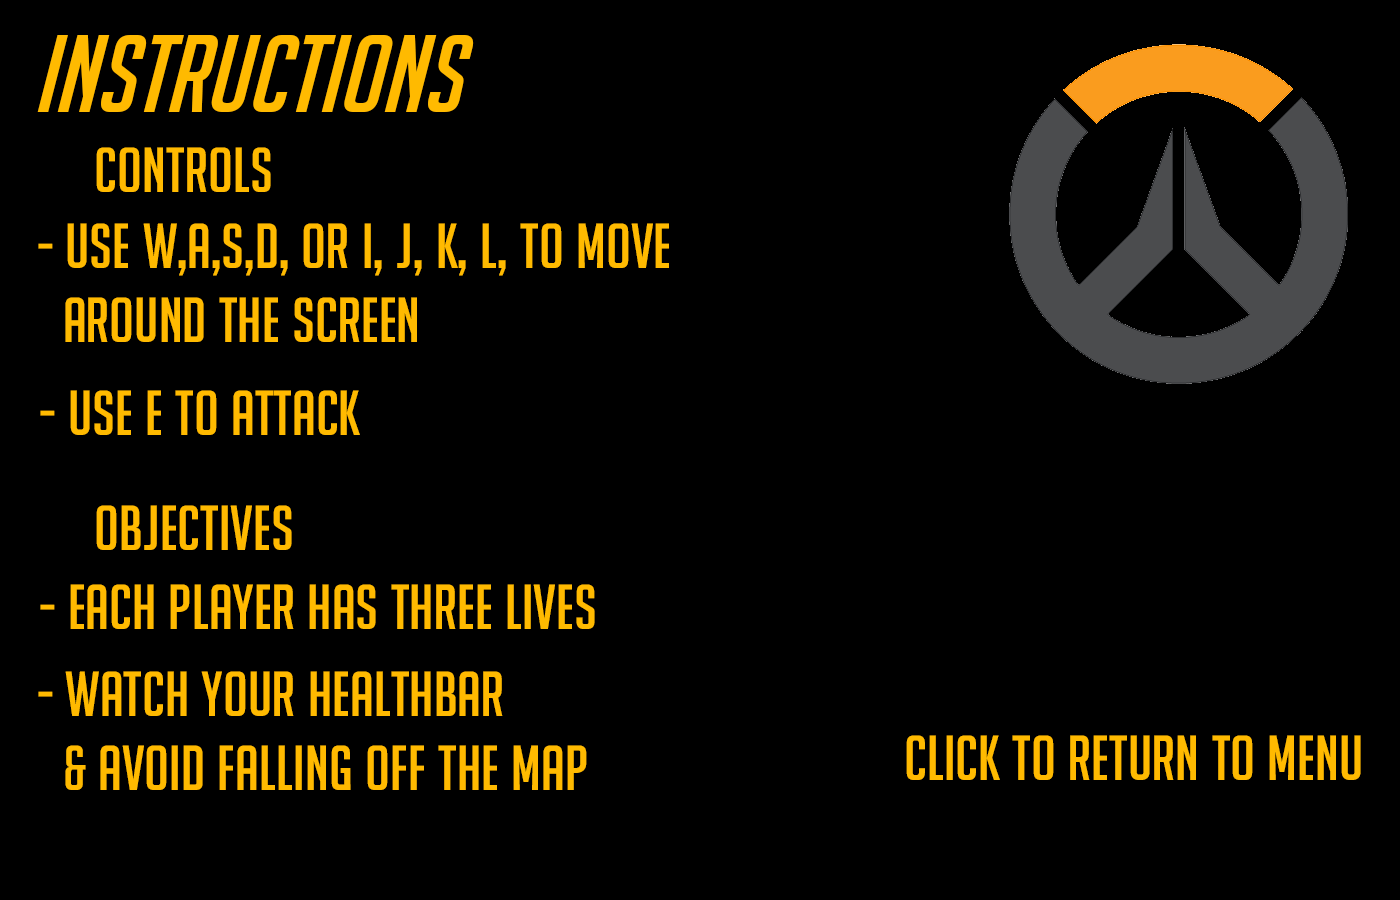 INSTRUCTIONS
CONTROLS
- USE W,A,S,D, OR I, J, K, L, TO MOVE
AROUND THE SCREEN
- USE E TO ATTACK
OBJECTIVES
- EACH PLAYER HAS THREE LIVES
- WATCH YOUR HEALTHBAR
& AVOID FALLING OFF THE MAP
CLICK TO RETURN TO MENU